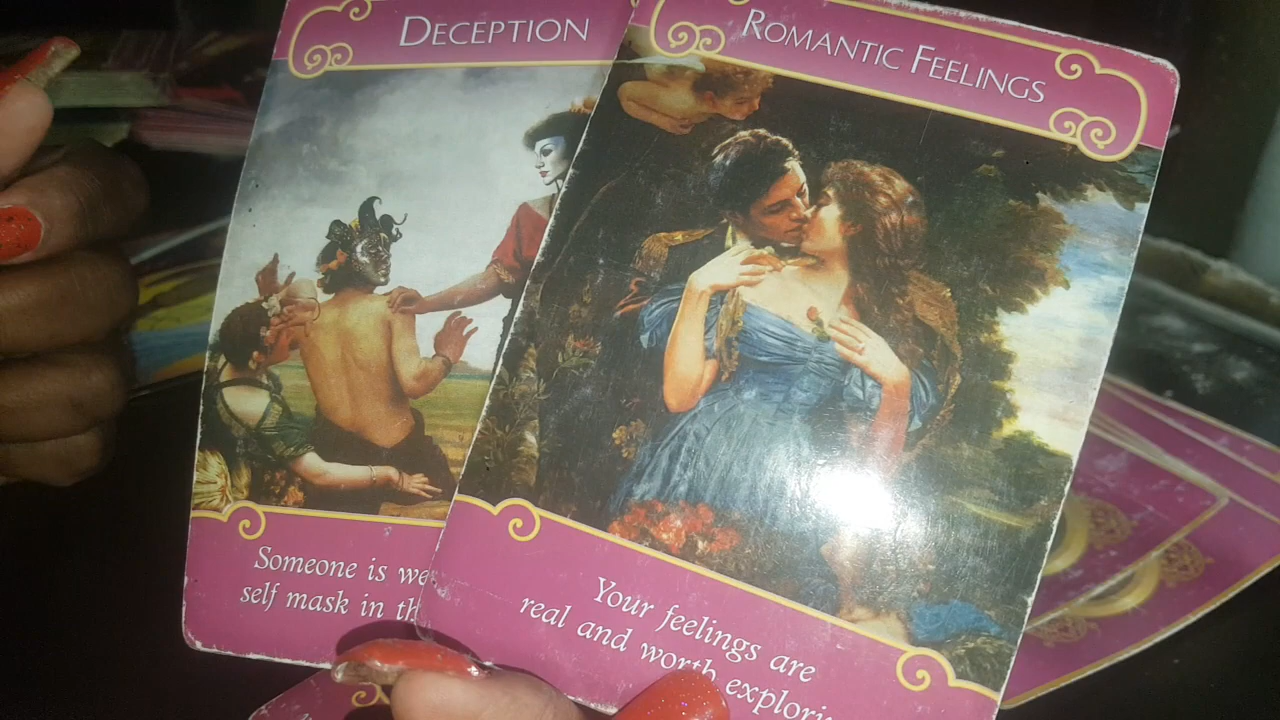 DECEPTION
ROMANTIC FEELINGS
Someone is we
self mask in th
Your feelings are
real and worth explori